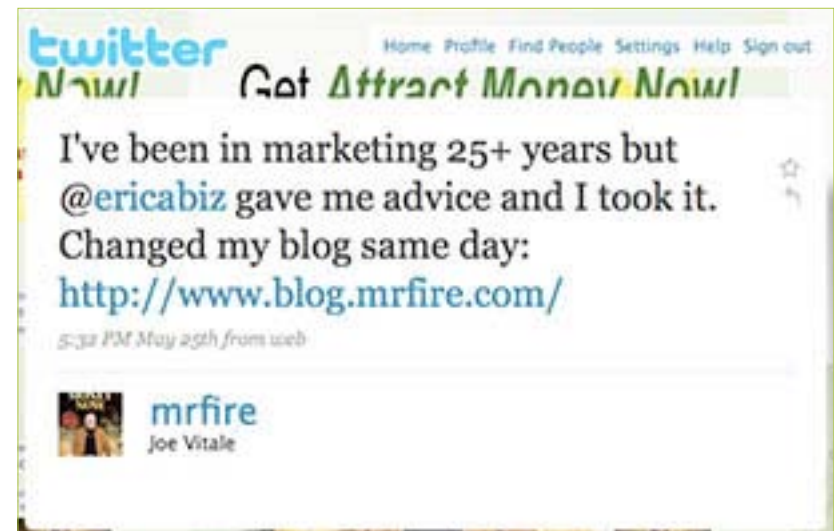 twitter
Home Profile Find People Settings Help Sign out
Now! Get Attract Money Now!
I've been in marketing 25+ years but
@ericabiz gave me advice and I took it.
Changed my blog same day:
http://www.blog.mrfire.com/
5:32 PM May 25th from web
mrfire
Joe Vitale